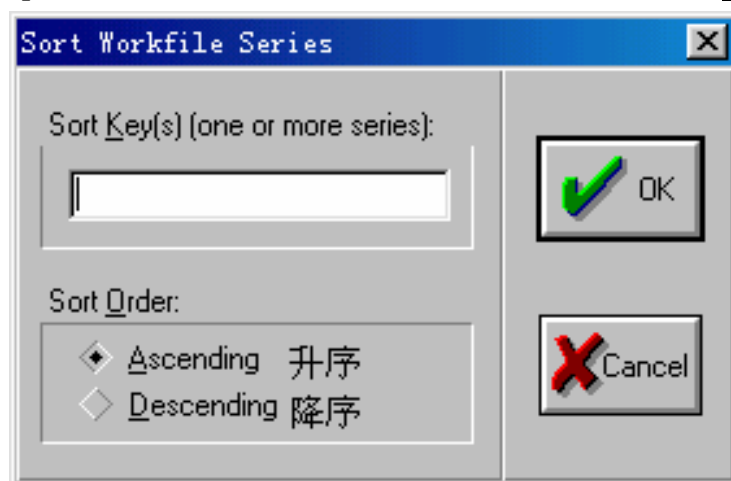 Sort Workfile Series
Sort Key(s) (one or more series):
OK
Sort Order:
Ascending 升序
Descending 降序
Cancel